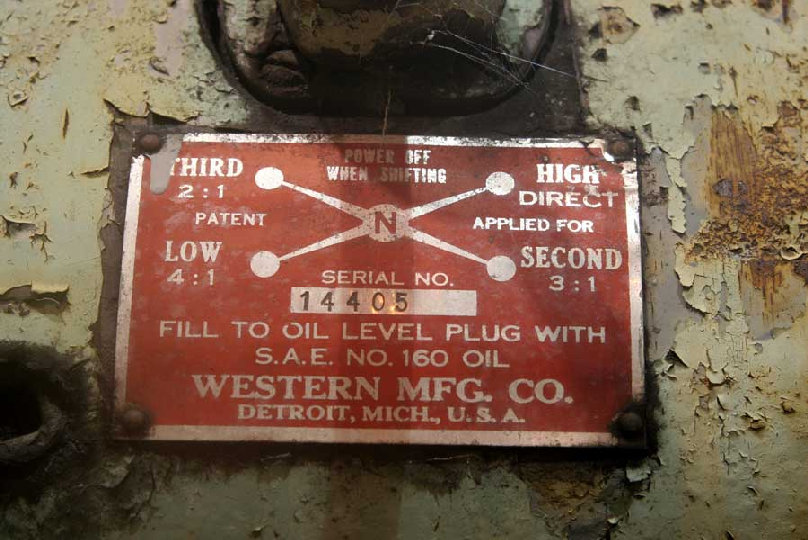 POWER OFF
WHEN SHIFTING
THIRD
2:1
HIGH
DIRECT
PATENT
N
APPLIED FOR
LOW
4:1
SECOND
3:1
SERIAL NO.
14405
FILL TO OIL LEVEL PLUG WITH
S.A.E. NO. 160 OIL
WESTERN MFG. CO.
DETROIT, MICH., U.S.A.